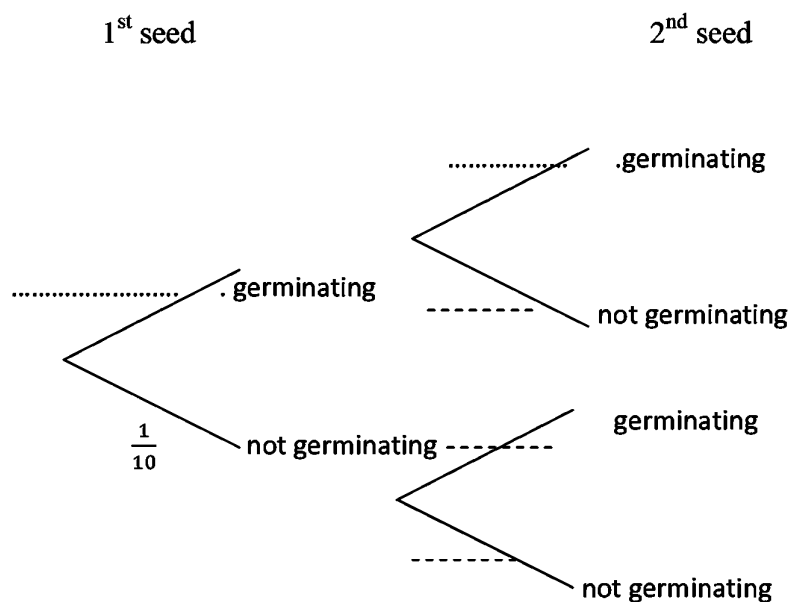 1st seed
2nd seed
.germinating
. germinating
not germinating
germinating
1/10
not germinating
not germinating